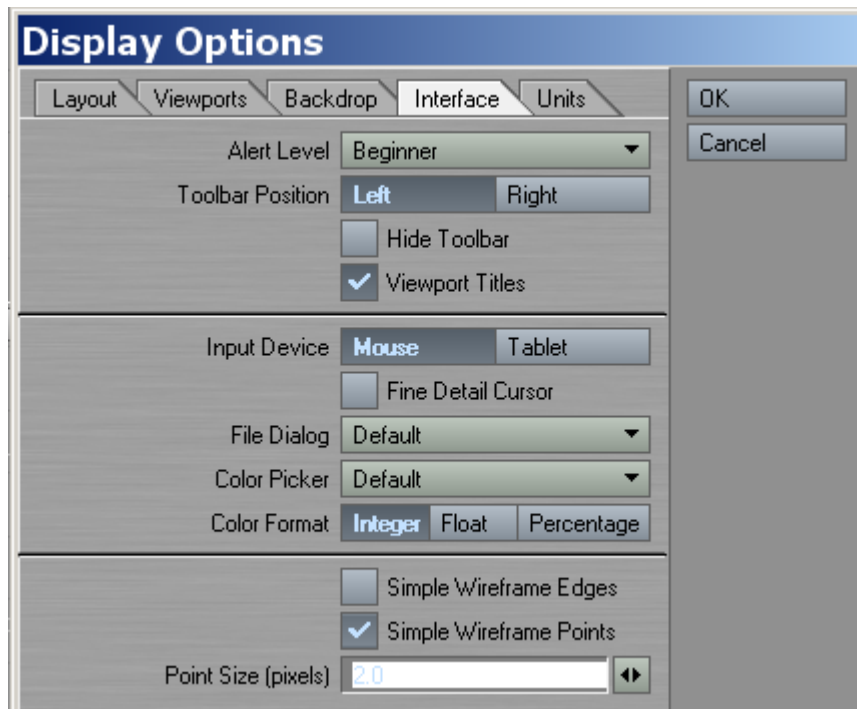 Display Options
Layout Viewports Backdrop Interface Units
OK
Cancel
Alert Level Beginner
Toolbar Position Left Right
Hide Toolbar
Viewport Titles
Input Device Mouse Tablet
Fine Detail Cursor
File Dialog Default
Color Picker Default
Color Format Integer Float Percentage
Simple Wireframe Edges
Simple Wireframe Points
Point Size (pixels) 2.0